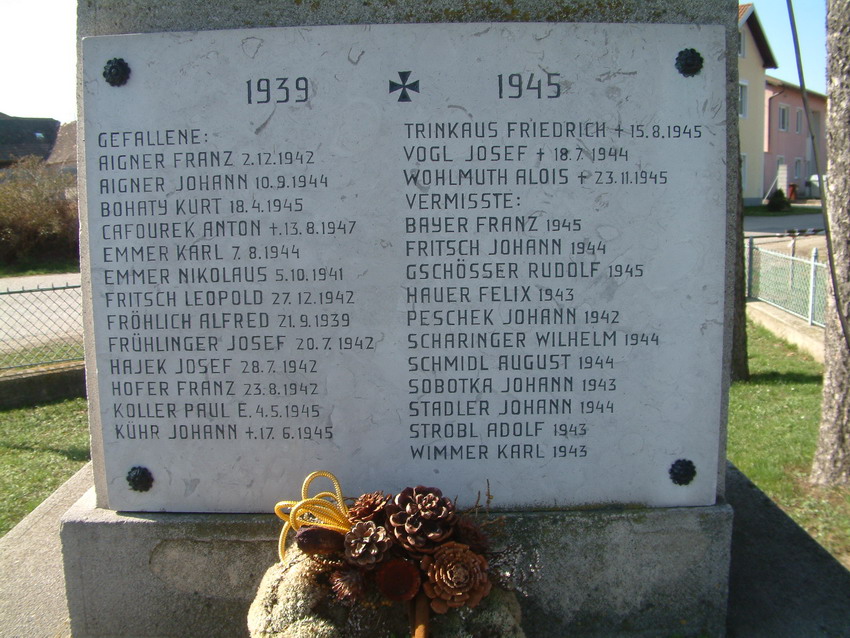 1939 1945
GEFALLENE:
AIGNER FRANZ 2.12.1942
AIGNER JOHANN 10.9.1944
BOHATY KURT 18.4.1945
CAFOUREK ANTON +.13.8.1947
EMMER KARL 7.8.1944
EMMER NIKOLAUS 5.10.1941
FRITSCH LEOPOLD 27.12.1942
FRÖHLICH ALFRED 21.9.1939
FRÜHLINGER JOSEF 20.7.1942
HAJEK JOSEF 28.7.1942
HOFER FRANZ 23.8.1942
KOLLER PAUL E. 4.5.1945
KÜHR JOHANN +.17.6.1945
TRINKAUS FRIEDRICH + 15.8.1945
VOGL JOSEF + 18.7.1944
WOHLMUTH ALOIS + 23.11.1945
VERMISSTE:
BAYER FRANZ 1945
FRITSCH JOHANN 1944
GSCHÖSSER RUDOLF 1945
HAUER FELIX 1943
PESCHEK JOHANN 1942
SCHARINGER WILHELM 1944
SCHMIDL AUGUST 1944
SOBOTKA JOHANN 1943
STADLER JOHANN 1944
STROBL ADOLF 1943
WIMMER KARL 1943